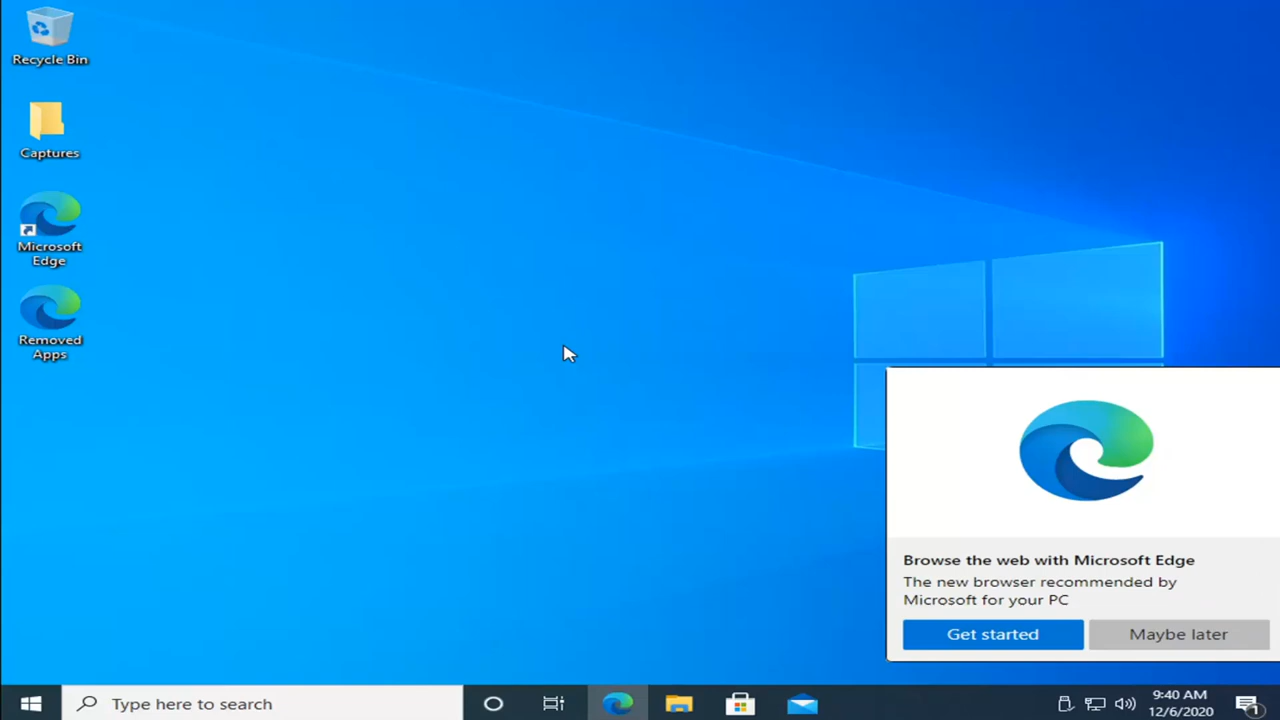 Recycle Bin
Captures
Microsoft
Edge
Removed
Apps
Browse the web with Microsoft Edge
The new browser recommended by
Microsoft for your PC
Get started
Maybe later
Type here to search
9:40 AM
12/6/2020
1